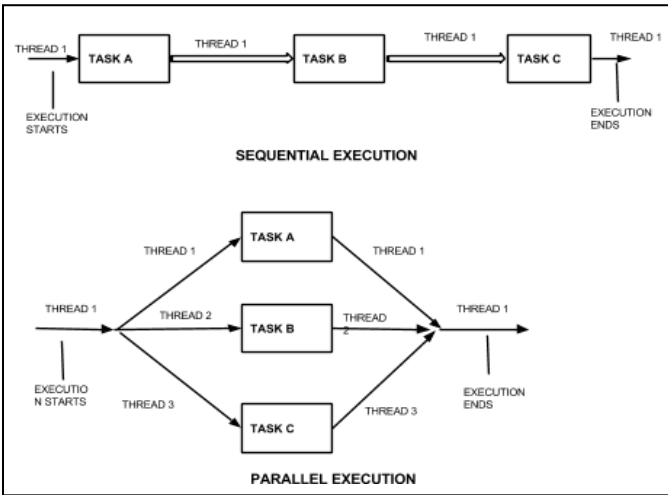 THREAD 1
TASK A
THREAD 1
TASK B
THREAD 1
TASK C
THREAD 1
EXECUTION
STARTS
EXECUTION
ENDS
SEQUENTIAL EXECUTION
TASK A
THREAD 1
THREAD 1
THREAD 1
THREAD 2
TASK B
THREAD
2
THREAD 1
EXECUTIO
N STARTS
EXECUTION
ENDS
THREAD 3
TASK C
THREAD 3
PARALLEL EXECUTION